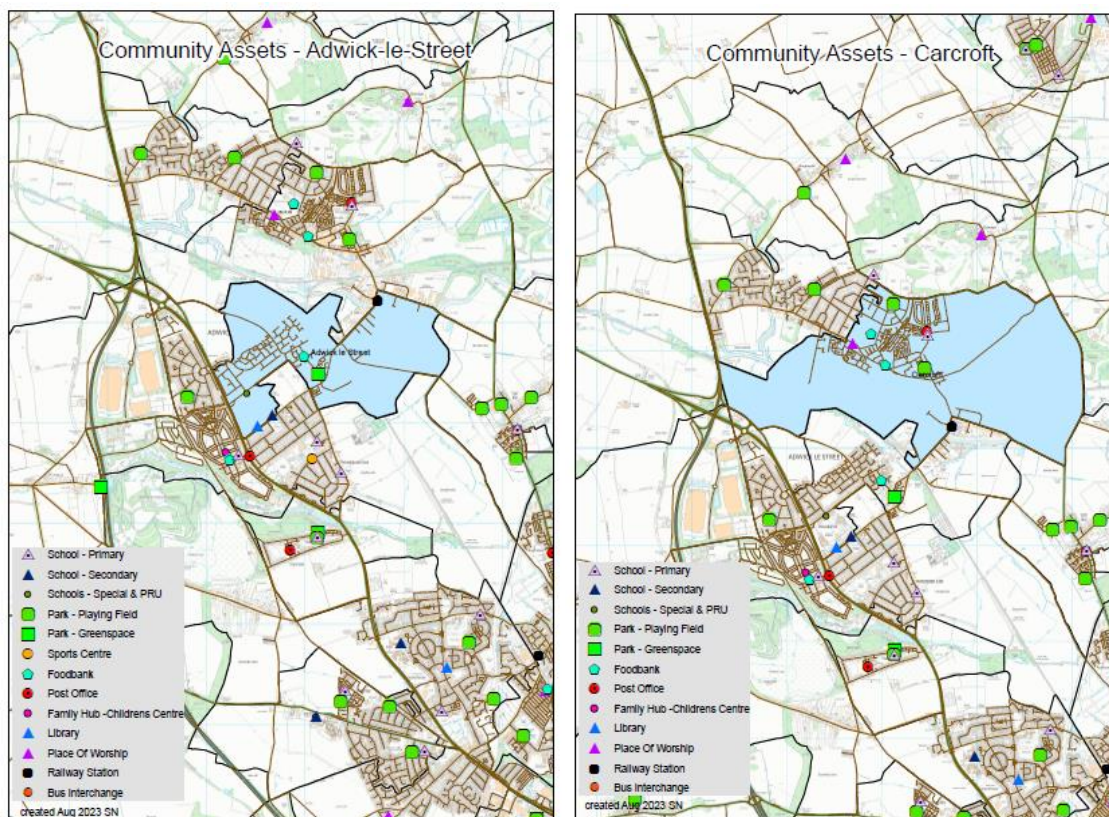 Community Assets - Adwick-le-Street
ADWICK
Adwick le Street
School - Primary
School - Secondary
Schools - Special & PRU
Park - Playing Field
Park - Greenspace
Sports Centre
Foodbank
Post Office
Family Hub -Childrens Centre
Library
Place Of Worship
Railway Station
Bus Interchange
created Aug 2023 SN
Community Assets - Carcroft
Carcroft
ADWICK LE STREET
School - Primary
School - Secondary
Schools - Special & PRU
Park - Playing Field
Park - Greenspace
Foodbank
Post Office
Family Hub -Childrens Centre
Library
Place Of Worship
Railway Station
Bus Interchange
created Aug 2023 SN